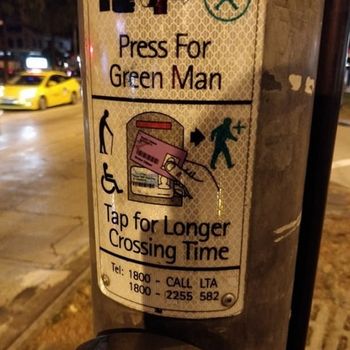 Press For
Green Man
Tap for Longer
Crossing Time
Tel: 1800 - CALL LTA
1800 - 2255 582